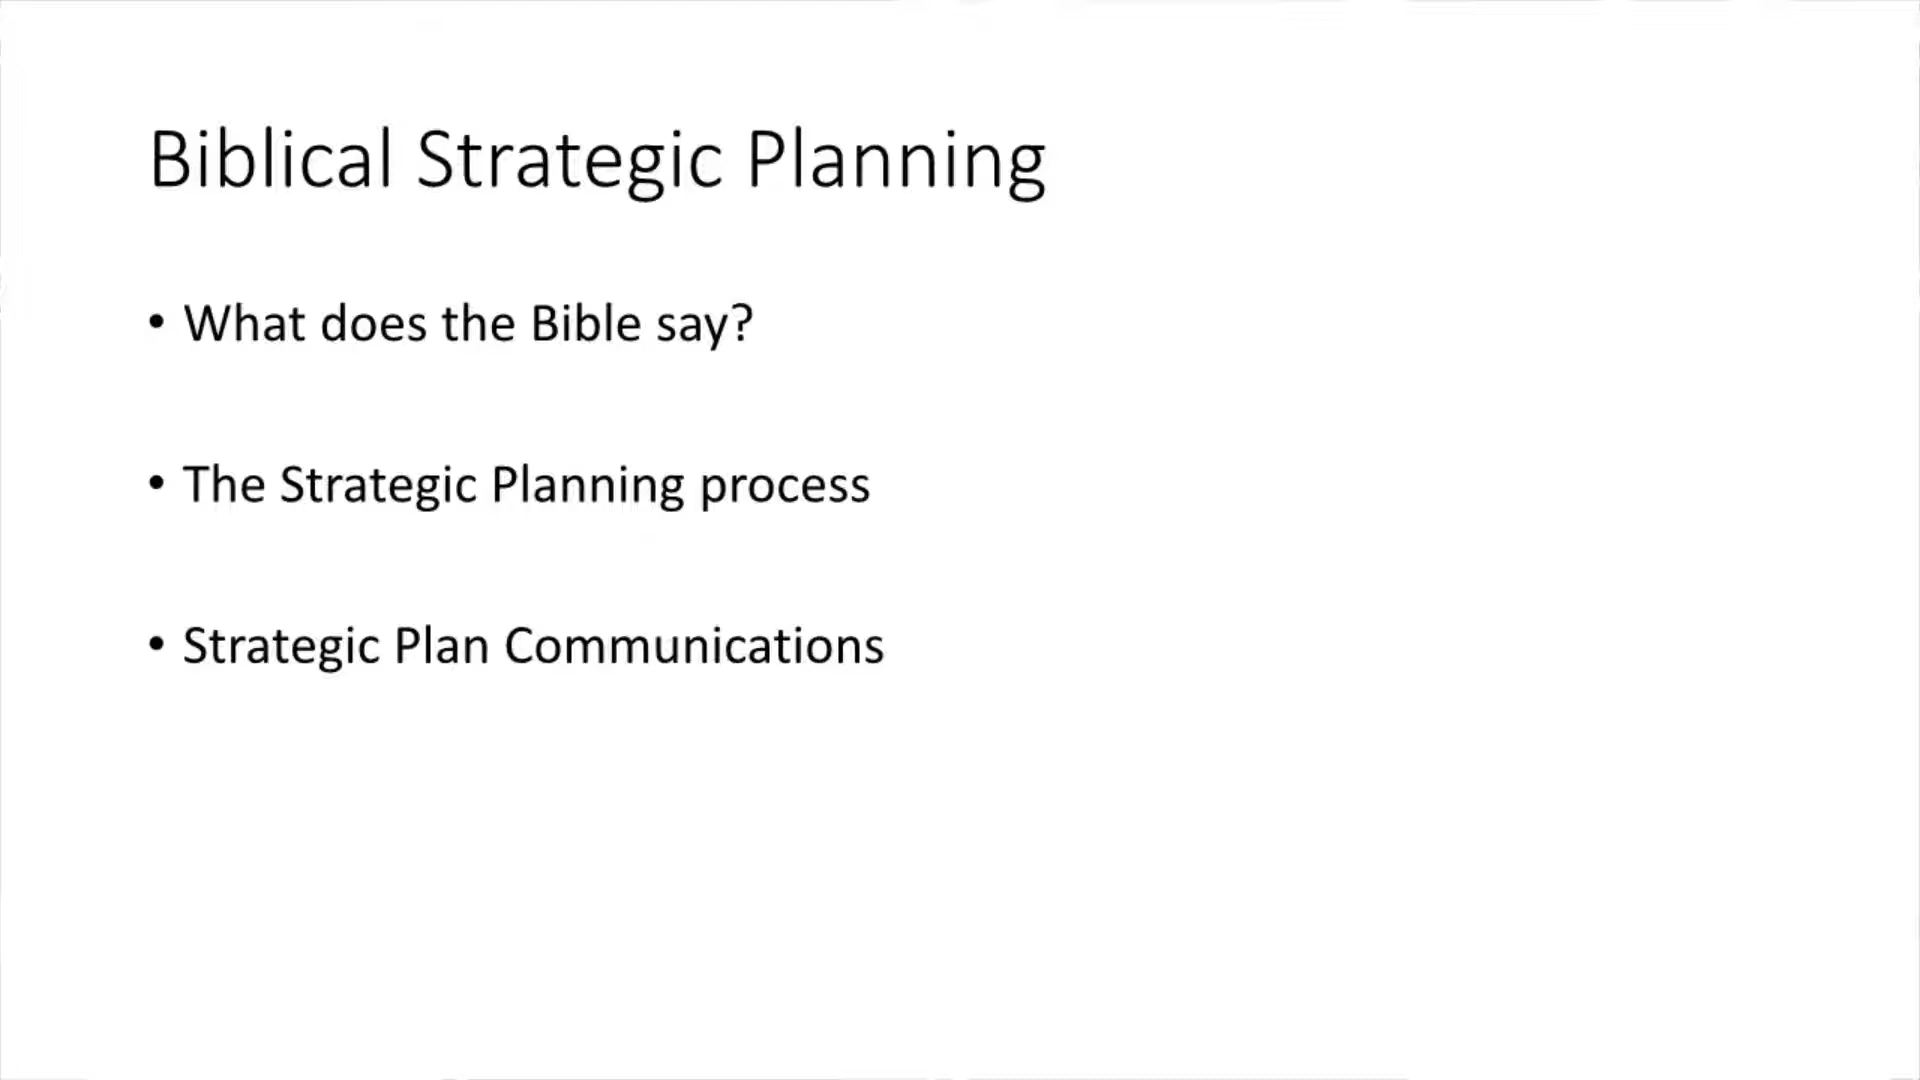 Biblical Strategic Planning
• What does the Bible say?
• The Strategic Planning process
• Strategic Plan Communications